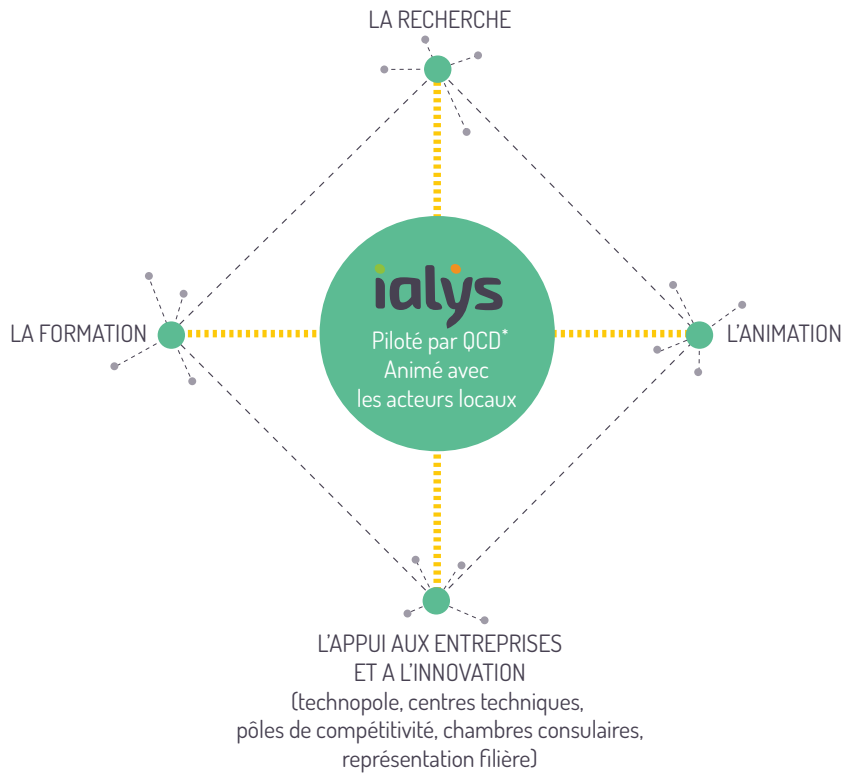 LA RECHERCHE
ialys
Piloté par QCD*
Animé avec
les acteurs locaux
LA FORMATION
L'ANIMATION
L'APPUI AUX ENTREPRISES
ET A L'INNOVATION
(technopole, centres techniques,
pôles de compétitivité, chambres consulaires,
représentation filière)